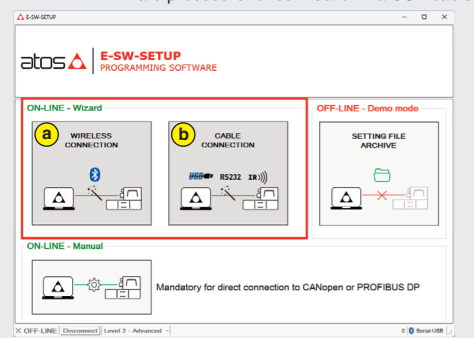 E-SW-SETUP
atos
E-SW-SETUP
PROGRAMMING SOFTWARE
ON-LINE - Wizard
OFF-LINE - Demo mode
a
WIRELESS
CONNECTION
b
CABLE
CONNECTION
USB RS232 IR
SETTING FILE
ARCHIVE
ON-LINE - Manual
Mandatory for direct connection to CANopen or PROFIBUS DP
OFF-LINE Disconnect Level 2 - Advanced
0 Serial-USB